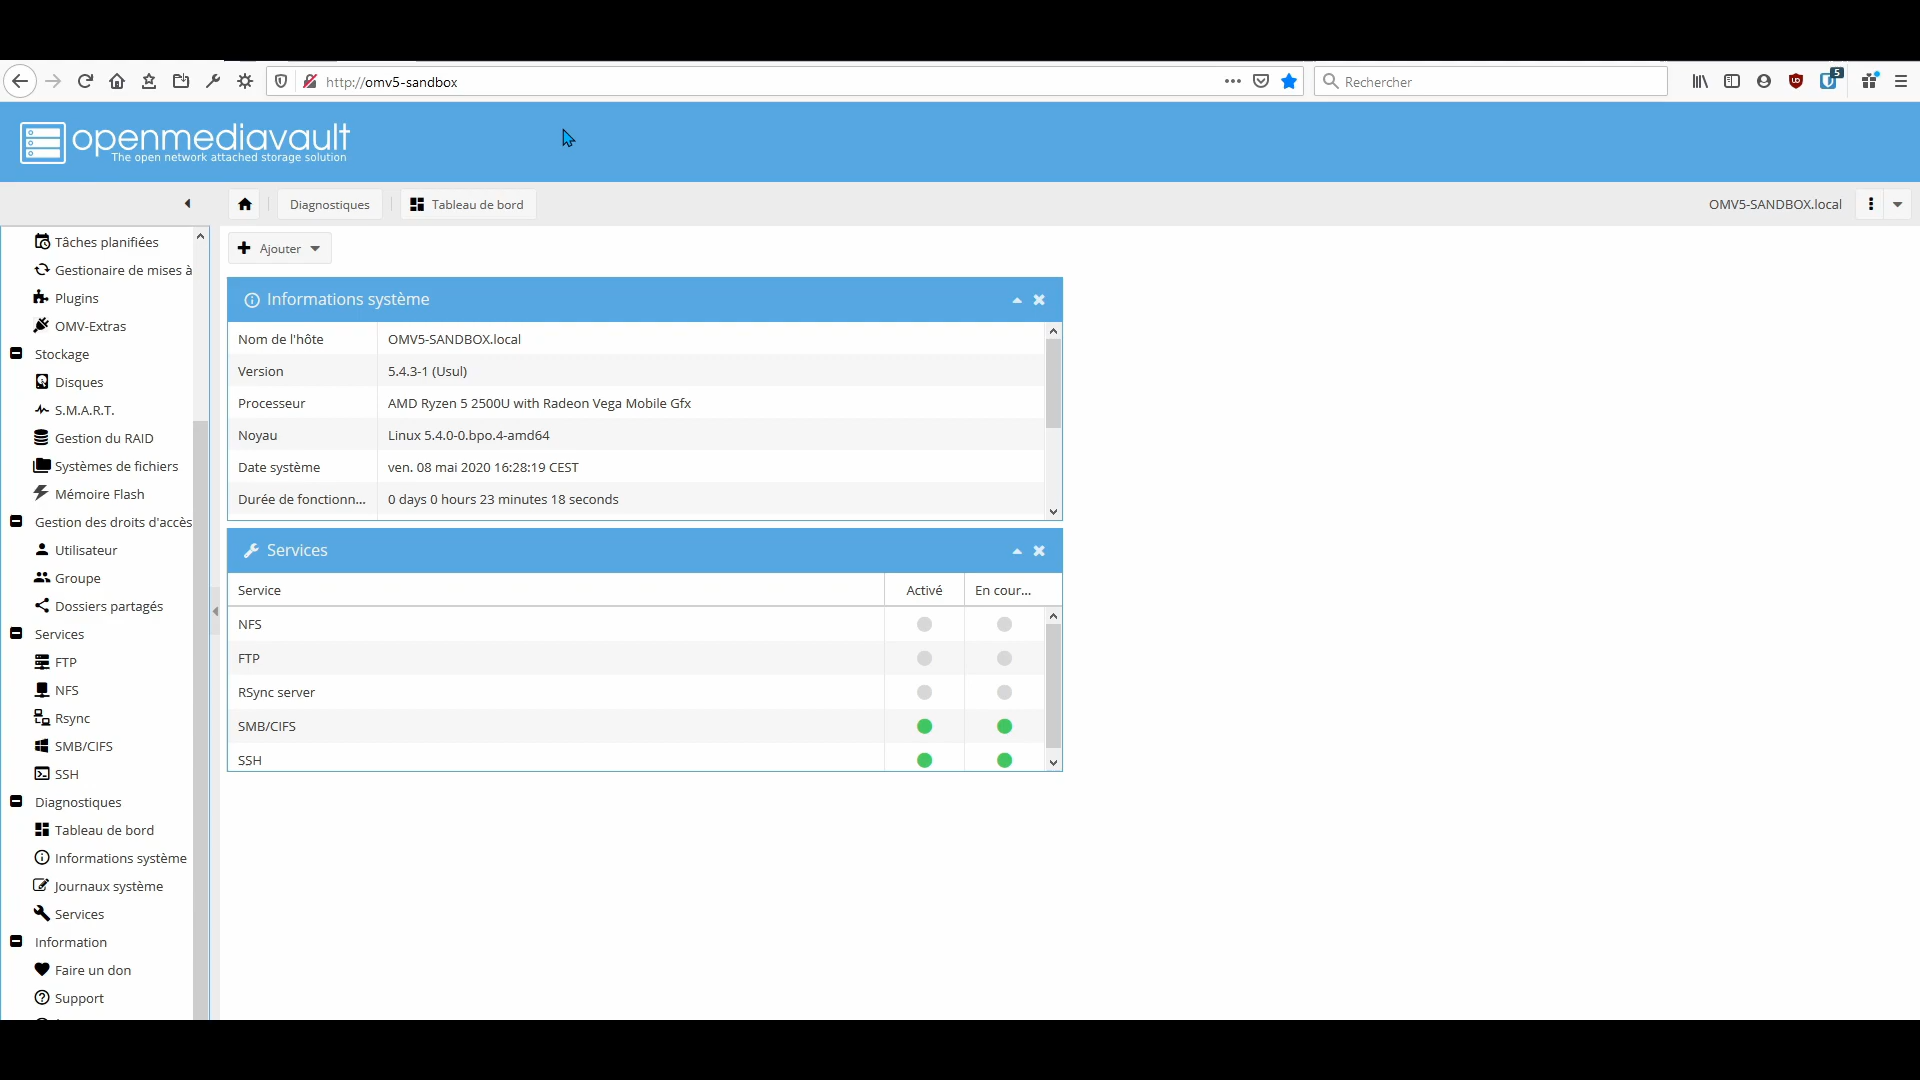 http://omv5-sandbox
Rechercher
5
openmediavault
The open network attached storage solution
Diagnostiques
Tableau de bord
OMV5-SANDBOX.local
Tâches planifiées
Gestionaire de mises à
Plugins
OMV-Extras
Stockage
Disques
S.M.A.R.T.
Gestion du RAID
Systèmes de fichiers
Mémoire Flash
Gestion des droits d'accès
Utilisateur
Groupe
Dossiers partagés
Services
FTP
NFS
Rsync
SMB/CIFS
SSH
Diagnostiques
Tableau de bord
Informations système
Journaux système
Services
Information
Faire un don
Support
Ajouter
Informations système
Nom de l'hôte OMV5-SANDBOX.local
Version 5.4.3-1 (Usul)
Processeur AMD Ryzen 5 2500U with Radeon Vega Mobile Gfx
Noyau Linux 5.4.0-0.bpo.4-amd64
Date système ven. 08 mai 2020 16:28:19 CEST
Durée de fonctionn... 0 days 0 hours 23 minutes 18 seconds
Services
Service Activé En cour...
NFS
FTP
RSync server
SMB/CIFS
SSH